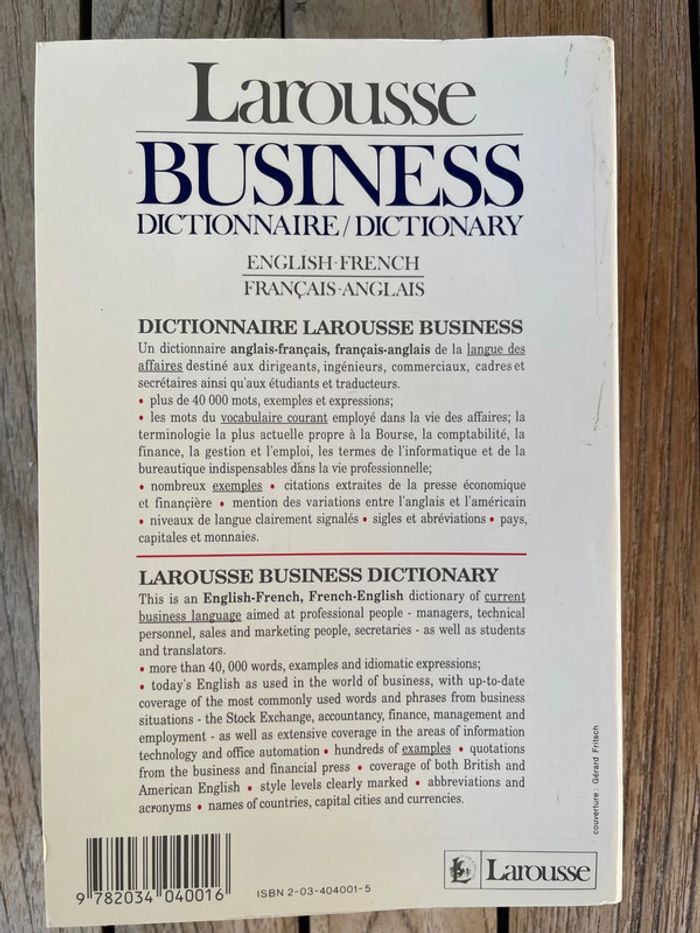 Larousse
BUSINESS
DICTIONNAIRE / DICTIONARY
ENGLISH-FRENCH
FRANÇAIS-ANGLAIS
DICTIONNAIRE LAROUSSE BUSINESS
Un dictionnaire anglais-français, français-anglais de la langue des
affaires destiné aux dirigeants, ingénieurs, commerciaux, cadres et
secrétaires ainsi qu'aux étudiants et traducteurs.
• plus de 40 000 mots, exemples et expressions;
• les mots du vocabulaire courant employé dans la vie des affaires; la
terminologie la plus actuelle propre à la Bourse, la comptabilité, la
finance, la gestion et l'emploi, les termes de l'informatique et de la
bureautique indispensables dans la vie professionnelle;
• nombreux exemples • citations extraites de la presse économique
et finançière • mention des variations entre l'anglais et l'américain
• niveaux de langue clairement signalés • sigles et abréviations • pays,
capitales et monnaies.
LAROUSSE BUSINESS DICTIONARY
This is an English-French, French-English dictionary of current
business language aimed at professional people - managers, technical
personnel, sales and marketing people, secretaries - as well as students
and translators.
• more than 40, 000 words, examples and idiomatic expressions;
• today's English as used in the world of business, with up-to-date
coverage of the most commonly used words and phrases from business
situations - the Stock Exchange, accountancy, finance, management and
employment - as well as extensive coverage in the areas of information
technology and office automation • hundreds of examples • quotations
from the business and financial press • coverage of both British and
American English • style levels clearly marked • abbreviations and
acronyms • names of countries, capital cities and currencies.
couverture : Gérard Fritsch
9 782034 040016
ISBN 2-03-404001-5
Larousse